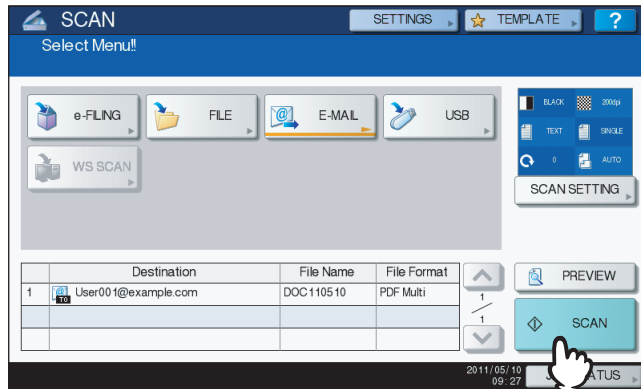 SCAN
SETTINGS
TEMPLATE
?
Select Menu!!
e-FILING
FILE
E-MAIL
USB
WS SCAN
BLACK
200dpi
TEXT
SINGLE
0
AUTO
SCAN SETTING
Destination File Name File Format
1 TO User001@example.com DOC110510 PDF Multi
1
1
PREVIEW
SCAN
2011/05/10
09:27